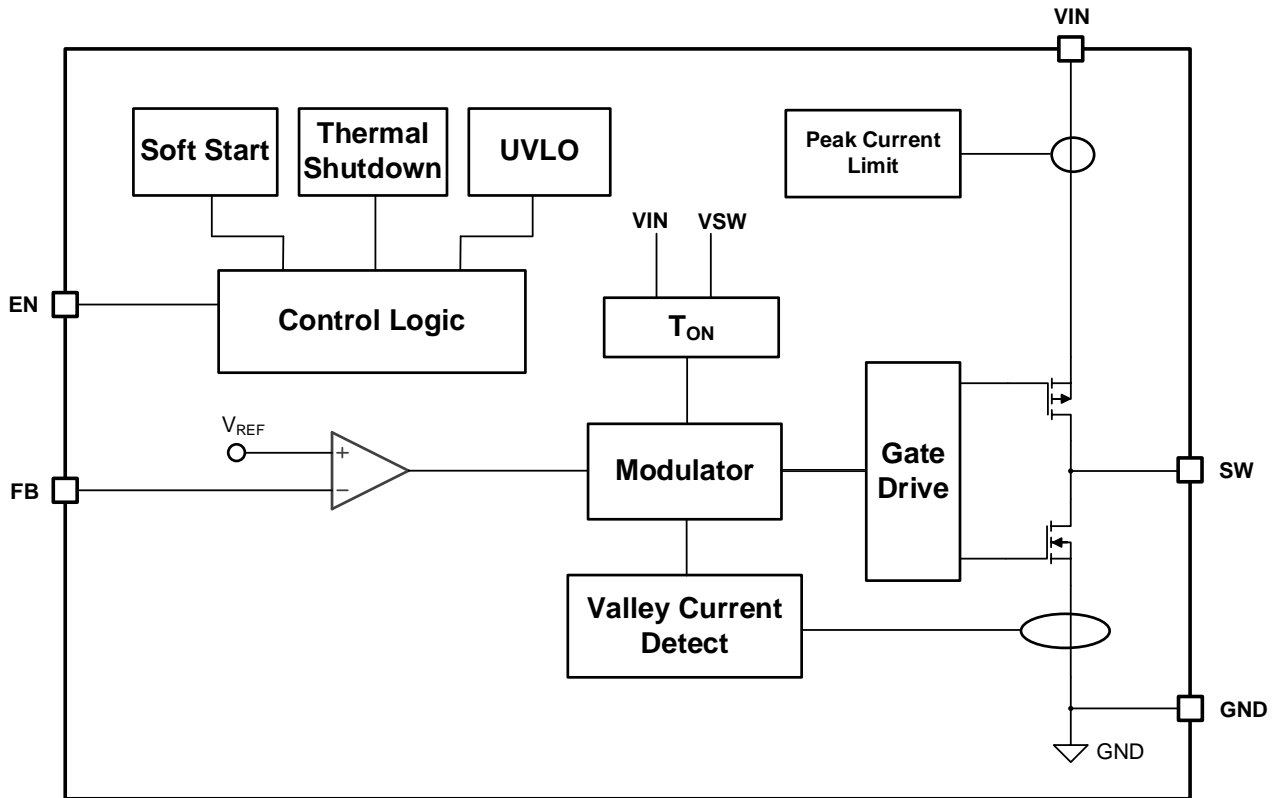 VIN
Soft Start
Thermal
Shutdown
UVLO
Peak Current
Limit
VIN
VSW
EN
Control Logic
TON
VREF
+
−
FB
Modulator
Gate
Drive
SW
Valley Current
Detect
GND
GND